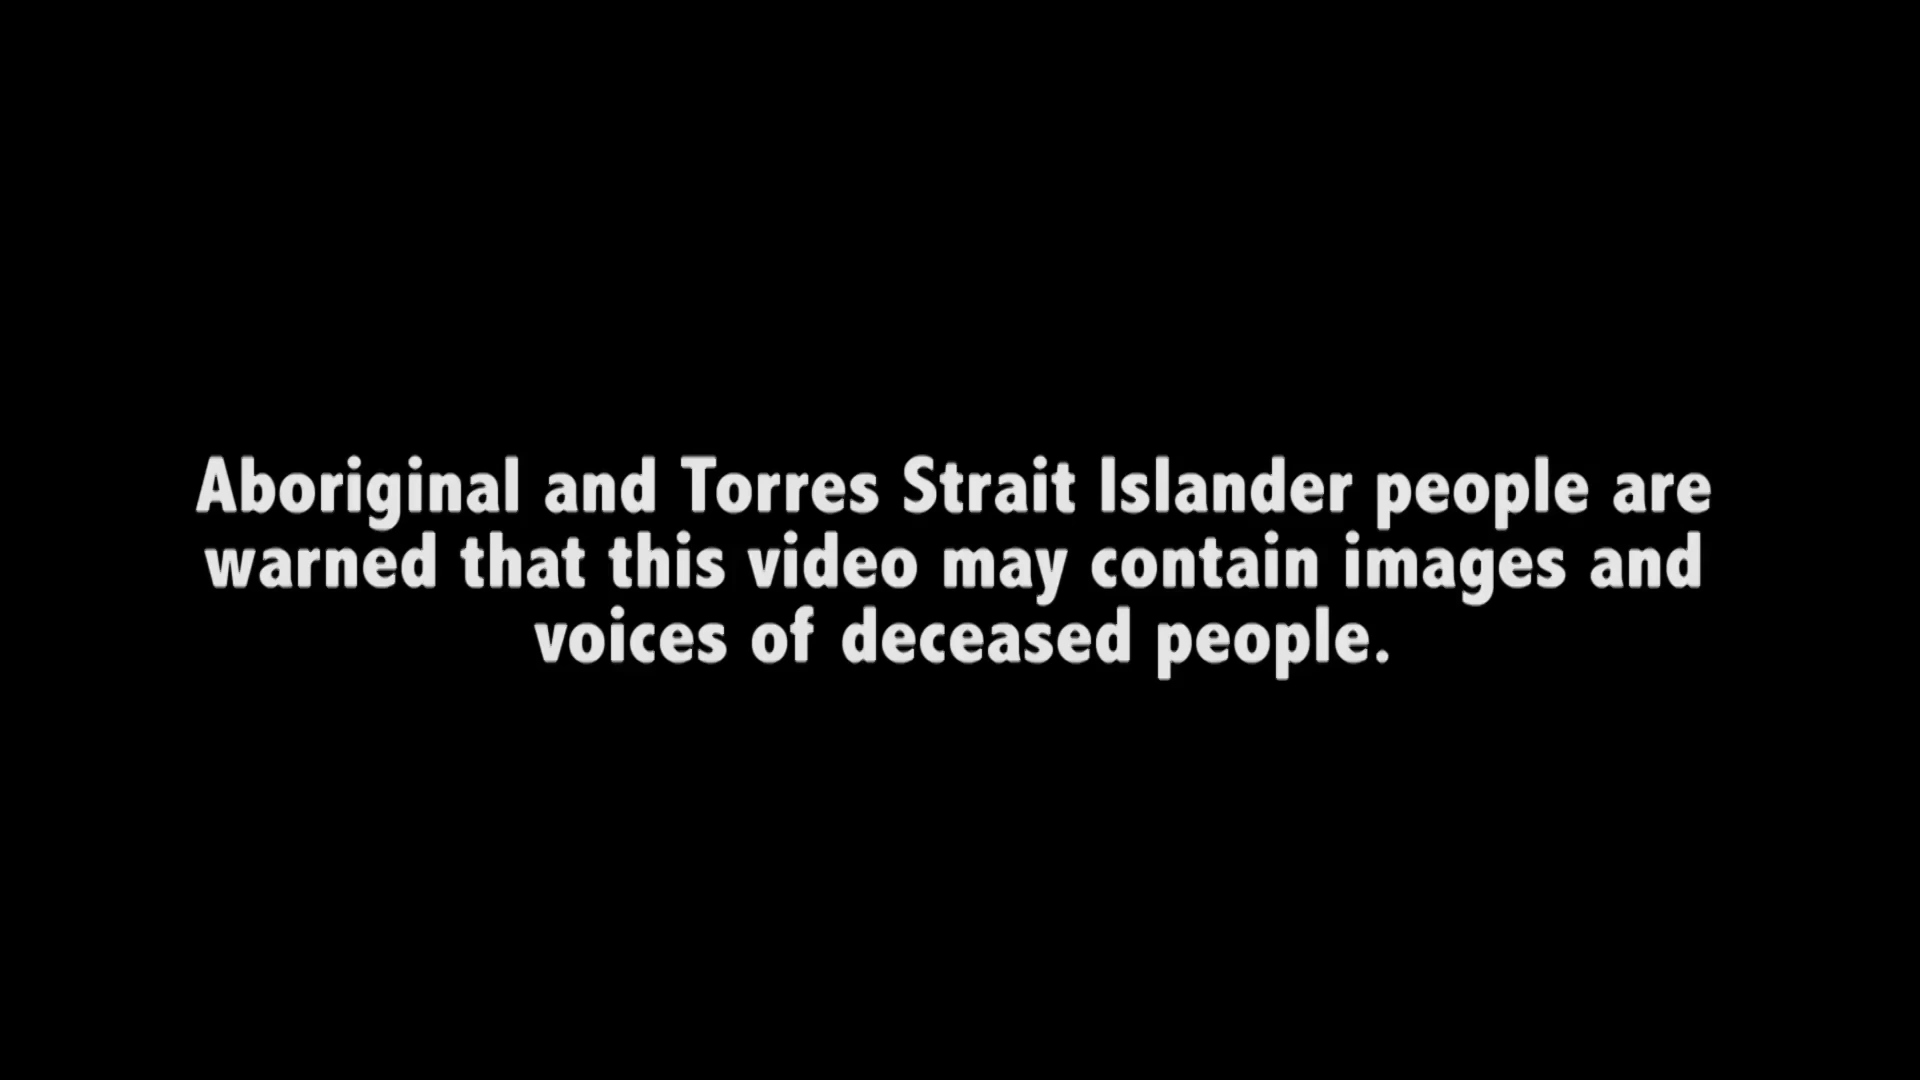 Aboriginal and Torres Strait Islander people are
warned that this video may contain images and
voices of deceased people.